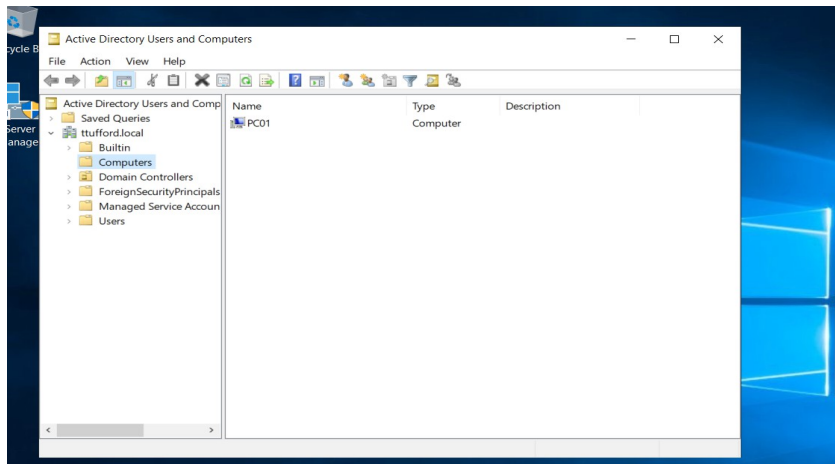 cycle B
Server
anage
Active Directory Users and Computers
File Action View Help
Active Directory Users and Comp
Saved Queries
ttufford.local
Builtin
Computers
Domain Controllers
ForeignSecurityPrincipals
Managed Service Accoun
Users
Name Type Description
PC01 Computer